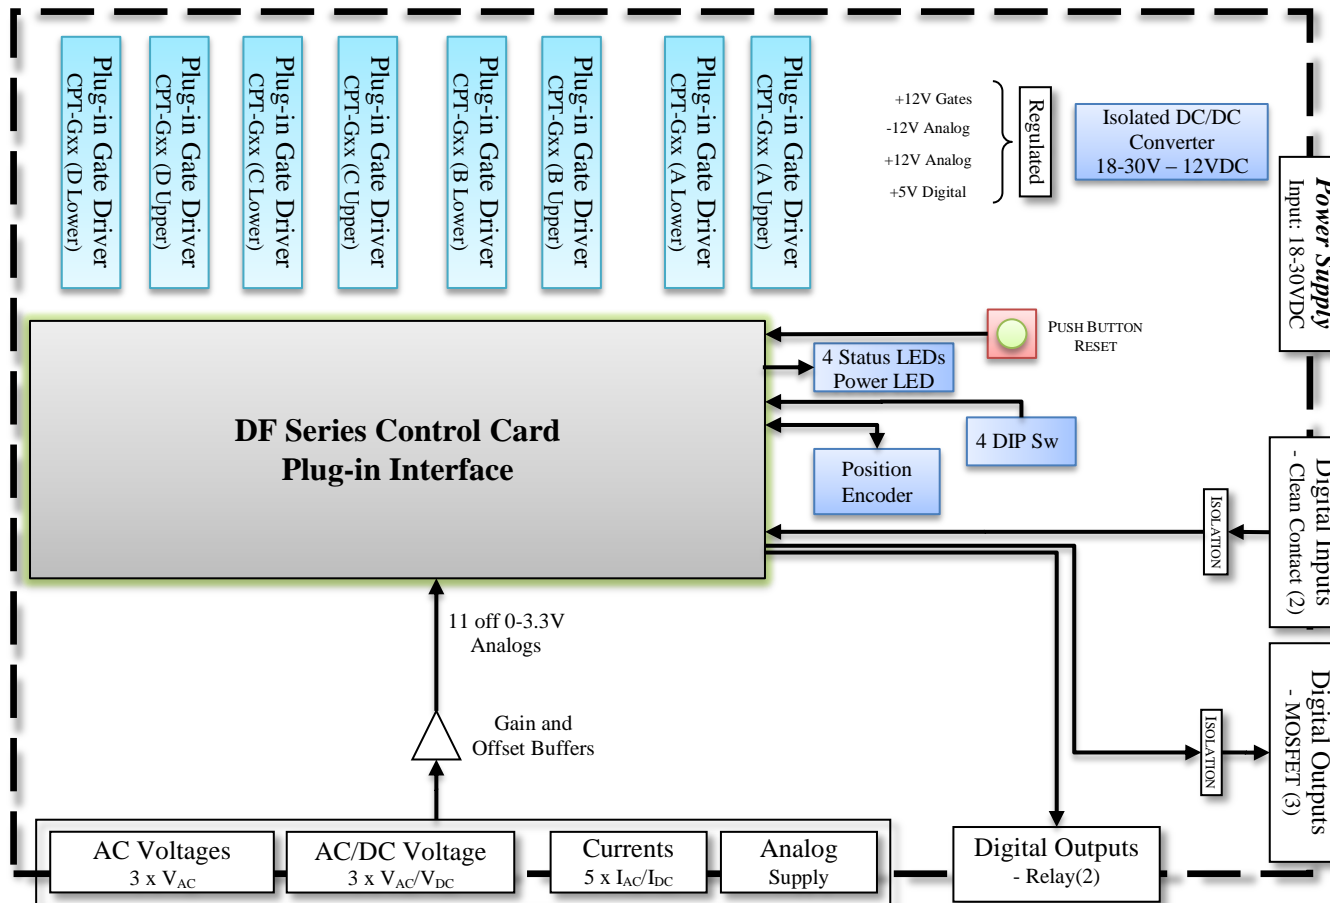 Plug-in Gate Driver
CPT-Gxx (D Lower)
Plug-in Gate Driver
CPT-Gxx (D Upper)
Plug-in Gate Driver
CPT-Gxx (C Lower)
Plug-in Gate Driver
CPT-Gxx (C Upper)
Plug-in Gate Driver
CPT-Gxx (B Lower)
Plug-in Gate Driver
CPT-Gxx (B Upper)
Plug-in Gate Driver
CPT-Gxx (A Lower)
Plug-in Gate Driver
CPT-Gxx (A Upper)
+12V Gates
-12V Analog
+12V Analog
+5V Digital
Regulated
Isolated DC/DC
Converter
18-30V – 12VDC
Power Supply
Input: 18-30VDC
PUSH BUTTON
RESET
4 Status LEDs
Power LED
4 DIP Sw
Position
Encoder
DF Series Control Card
Plug-in Interface
ISOLATION
Digital Inputs
- Clean Contact (2)
11 off 0-3.3V
Analogs
Gain and
Offset Buffers
ISOLATION
Digital Outputs
- MOSFET (3)
AC Voltages
3 x VAC
AC/DC Voltage
3 x VAC/VDC
Currents
5 x IAC/IDC
Analog
Supply
Digital Outputs
- Relay(2)